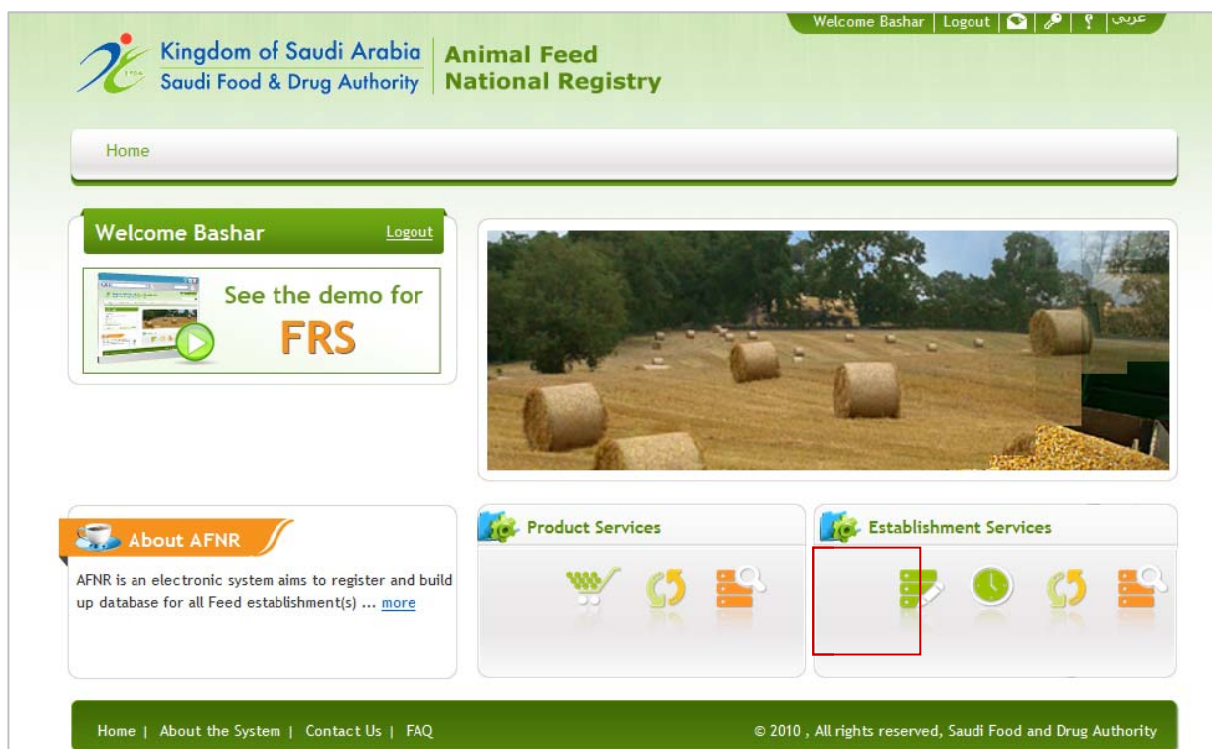 Welcome Bashar | Logout | | | ؟ | عربى
Kingdom of Saudi Arabia
Saudi Food & Drug Authority
Animal Feed
National Registry
Home
Welcome Bashar Logout
See the demo for
FRS
About AFNR
AFNR is an electronic system aims to register and build
up database for all Feed establishment(s) ... more
Product Services
Establishment Services
Home | About the System | Contact Us | FAQ
© 2010 , All rights reserved, Saudi Food and Drug Authority